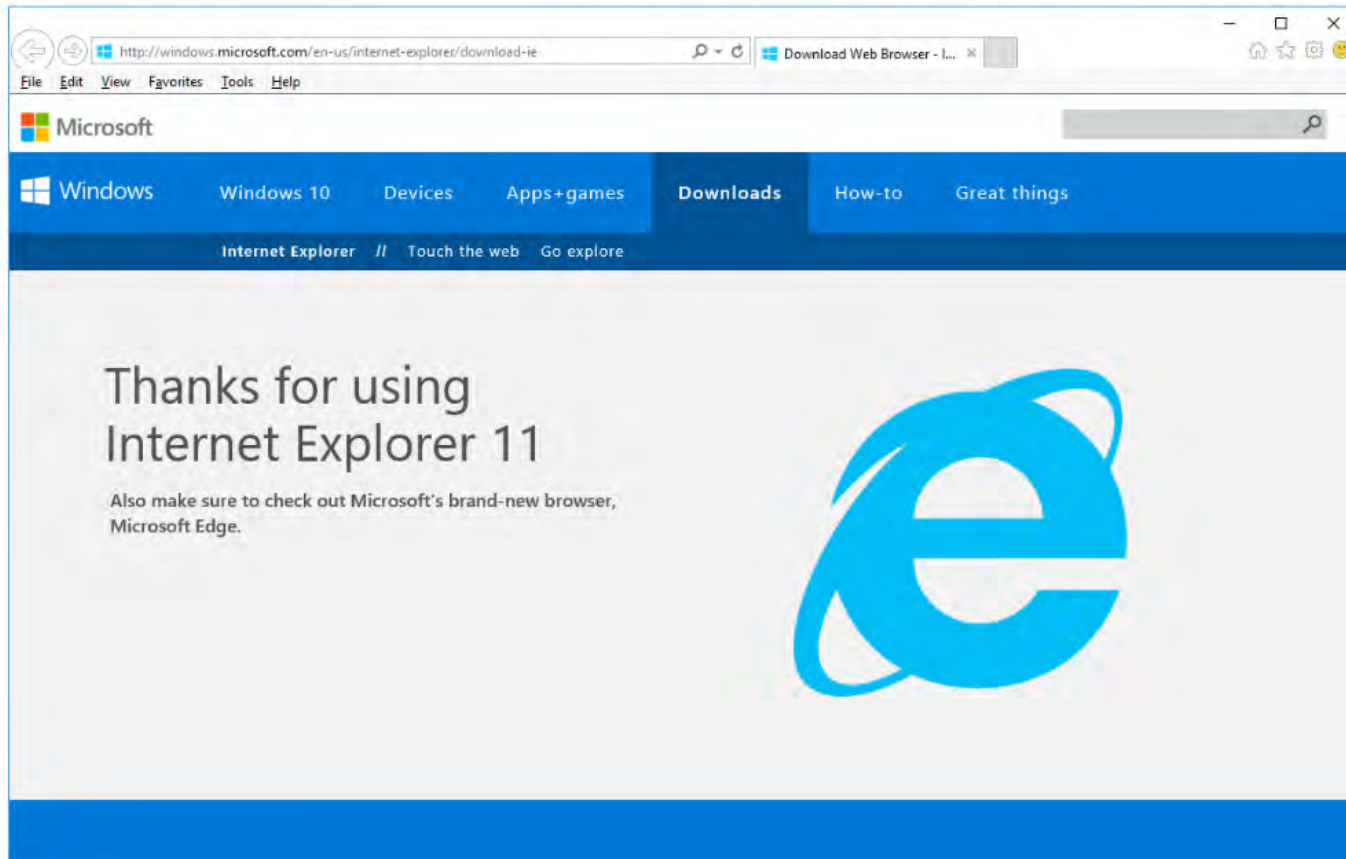 http://windows.microsoft.com/en-us/internet-explorer/download-ie
Download Web Browser - I...
File Edit View Favorites Tools Help
Microsoft
Windows Windows 10 Devices Apps+games Downloads How-to Great things
Internet Explorer // Touch the web Go explore
Thanks for using
Internet Explorer 11
Also make sure to check out Microsoft's brand-new browser,
Microsoft Edge.